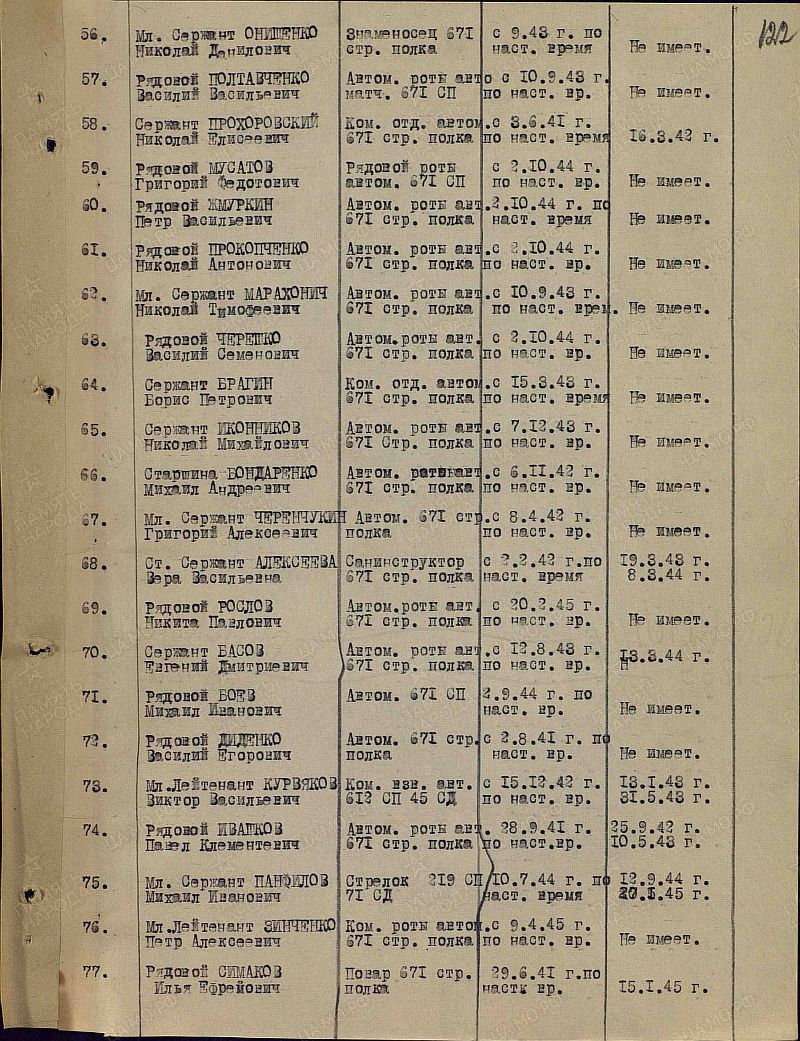 122
56. Мл. Сержант ОНИЩЕНКО Знаменосец 671 с 9.43 г. по
Николай Данилович стр. полка наст. время Не имеет.
57. Рядовой ПОЛТАВЧЕНКО Автом. роты авто с 10.9.43 г.
Василий Васильевич матч. 671 СП по наст. вр. Не имеет.
58. Сержант ПРОХОРОВСКИЙ Ком. отд. автом. с 3.6.41 г.
Николай Елисеевич 671 стр. полка по наст. время 16.3.42 г.
59. Рядовой МУСАТОВ Рядовой роты с 2.10.44 г.
Григорий Федотович автом. 671 СП по наст. вр. Не имеет.
60. Рядовой ЖМУРКИН Автом. роты авт. 2.10.44 г. по
Петр Васильевич 671 стр. полка наст. время Не имеет.
61. Рядовой ПРОКОПЧЕНКО Автом. роты авт. с 2.10.44 г.
Николай Антонович 671 стр. полка по наст. вр. Не имеет.
62. Мл. Сержант МАРАХОНИЧ Автом. роты авт. с 10.9.43 г.
Николай Тимофеевич 671 стр. полка по наст. врем. Не имеет.
63. Рядовой ЧЕРЕПКО Автом.роты авт. с 2.10.44 г.
Василий Семенович 671 стр. полка по наст. вр. Не имеет.
64. Сержант БРАГИН Ком. отд. автом. с 15.3.43 г.
Борис Петрович 671 стр. полка по наст. время Не имеет.
65. Сержант ИКОННИКОВ Автом. роты авт. с 7.12.43 г.
Николай Михайлович 671 Стр. полка по наст. вр. Не имеет.
66. Старшина БОНДАРЕНКО Автом. авт. с 6.11.42 г.
Михаил Андреевич 671 стр. полка по наст. вр. Не имеет.
67. Мл. Сержант ЧЕРЕНЧУКИН Автом. 671 стр. с 8.4.42 г.
Григорий Алексеевич полка по наст. вр. Не имеет.
68. Ст. Сержант АЛЕКСЕЕВА Санинструктор с 2.2.42 г.по 19.3.43 г.
Вера Васильевна 671 стр. полка наст. время 8.3.44 г.
69. Рядовой РОСЛОВ Автом.роты авт. с 20.2.45 г.
Никита Павлович 671 стр. полка по наст. вр. Не имеет.
70. Сержант БАСОВ Автом. роты авт. с 12.8.43 г. 13.3.44 г.
Евгений Дмитриевич 671 стр. полка по наст. вр.
71. Рядовой БОЕВ Автом. 671 СП 2.9.44 г. по
Михаил Иванович наст. вр. Не имеет.
72. Рядовой ДИДЕНКО Автом. 671 стр. с 2.8.41 г. по
Василий Егорович полка наст. вр. Не имеет.
73. Мл.Лейтенант КУРВЯКОВ Ком. взв. авт. с 15.12.42 г. 13.1.43 г.
Виктор Васильевич 612 СП 45 СД по наст. вр. 31.5.43 г.
74. Рядовой ИВАПКОВ Автом. роты авт. 28.9.41 г. 25.9.42 г.
Павел Клементевич 671 стр. полка по наст.вр. 10.5.43 г.
75. Мл. Сержант ПАНФИЛОВ Стрелок 219 СП 10.7.44 г. по 12.9.44 г.
Михаил Иванович 71 СД наст. время 20.1.45 г.
76. Мл.Лейтенант ЗИНЧЕНКО Ком. роты автом. с 9.4.45 г.
Петр Алексеевич 671 стр. полка по наст. вр. Не имеет.
77. Рядовой СИМАКОВ Повар 671 стр. 29.6.41 г.по
Илья Ефрейович полка насть вр. 15.1.45 г.